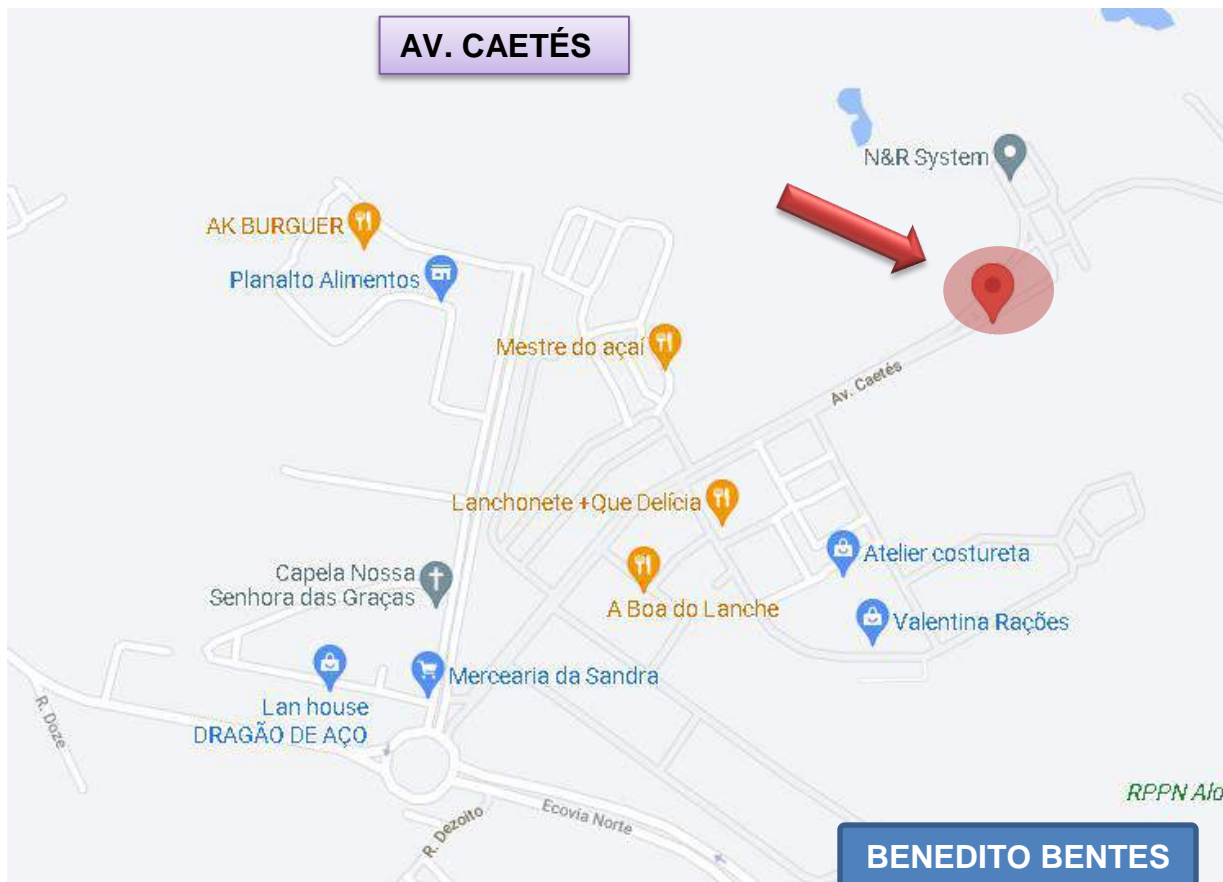 AV. CAETÉS
N&R System
AK BURGUER
Planalto Alimentos
Mestre do açaí
Av. Caetés
Lanchonete +Que Delícia
Atelier costureta
Capela Nossa
Senhora das Graças
A Boa do Lanche
Valentina Rações
Mercearia da Sandra
Lan house
DRAGÃO DE AÇO
R. Doze
RPPN Alo
Ecovia Norte
R. Dezoito
BENEDITO BENTES